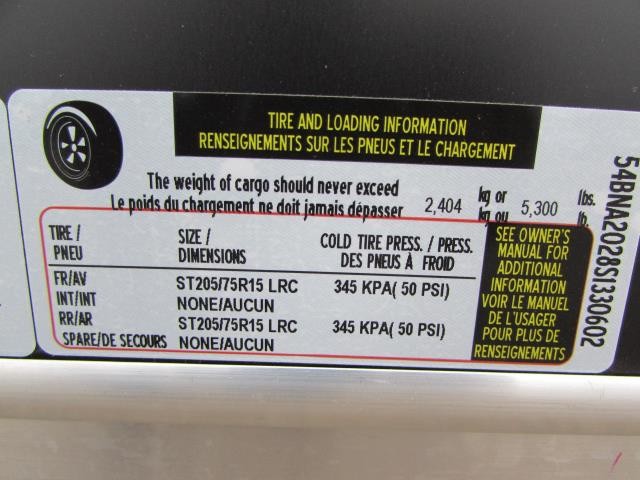 TIRE AND LOADING INFORMATION
RENSEIGNEMENTS SUR LES PNEUS ET LE CHARGEMENT
The weight of cargo should never exceed
Le poids du chargement ne doit jamais dépasser 2,404 kg or kg ou 5,300 lbs. lb.
TIRE / PNEU
SIZE / DIMENSIONS
COLD TIRE PRESS. / PRESS. DES PNEUS À FROID
FR/AV ST205/75R15 LRC 345 KPA( 50 PSI)
INT/INT NONE/AUCUN
RR/AR ST205/75R15 LRC 345 KPA( 50 PSI)
SPARE/DE SECOURS NONE/AUCUN
SEE OWNER'S
MANUAL FOR
ADDITIONAL
INFORMATION
VOIR LE MANUEL
DE L'USAGER
POUR PLUS DE
RENSEIGNEMENTS
54BNA2028S1330602